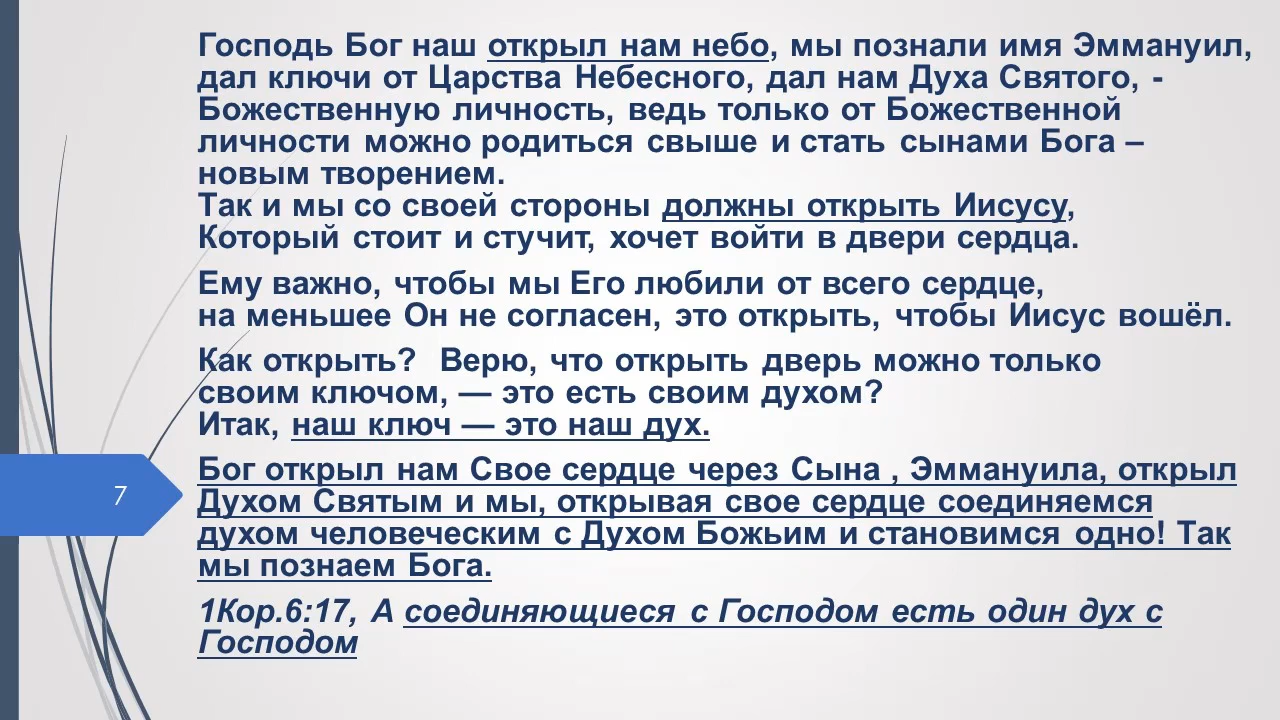 Господь Бог наш открыл нам небо, мы познали имя Эммануил,
дал ключи от Царства Небесного, дал нам Духа Святого, -
Божественную личность, ведь только от Божественной
личности можно родиться свыше и стать сынами Бога –
новым творением.
Так и мы со своей стороны должны открыть Иисусу,
Который стоит и стучит, хочет войти в двери сердца.
Ему важно, чтобы мы Его любили от всего сердце,
на меньшее Он не согласен, это открыть, чтобы Иисус вошёл.
Как открыть?  Верю, что открыть дверь можно только
своим ключом, — это есть своим духом?
Итак, наш ключ — это наш дух.
Бог открыл нам Свое сердце через Сына , Эммануила, открыл
Духом Святым и мы, открывая свое сердце соединяемся
7
духом человеческим с Духом Божьим и становимся одно! Так
мы познаем Бога.
1Кор.6:17, А соединяющиеся с Господом есть один дух с
Господом